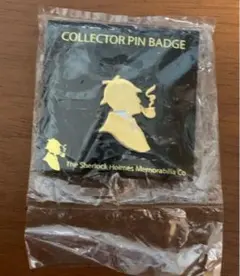 COLLECTOR PIN BADGE
The Sherlock Holmes Memorabilia Co